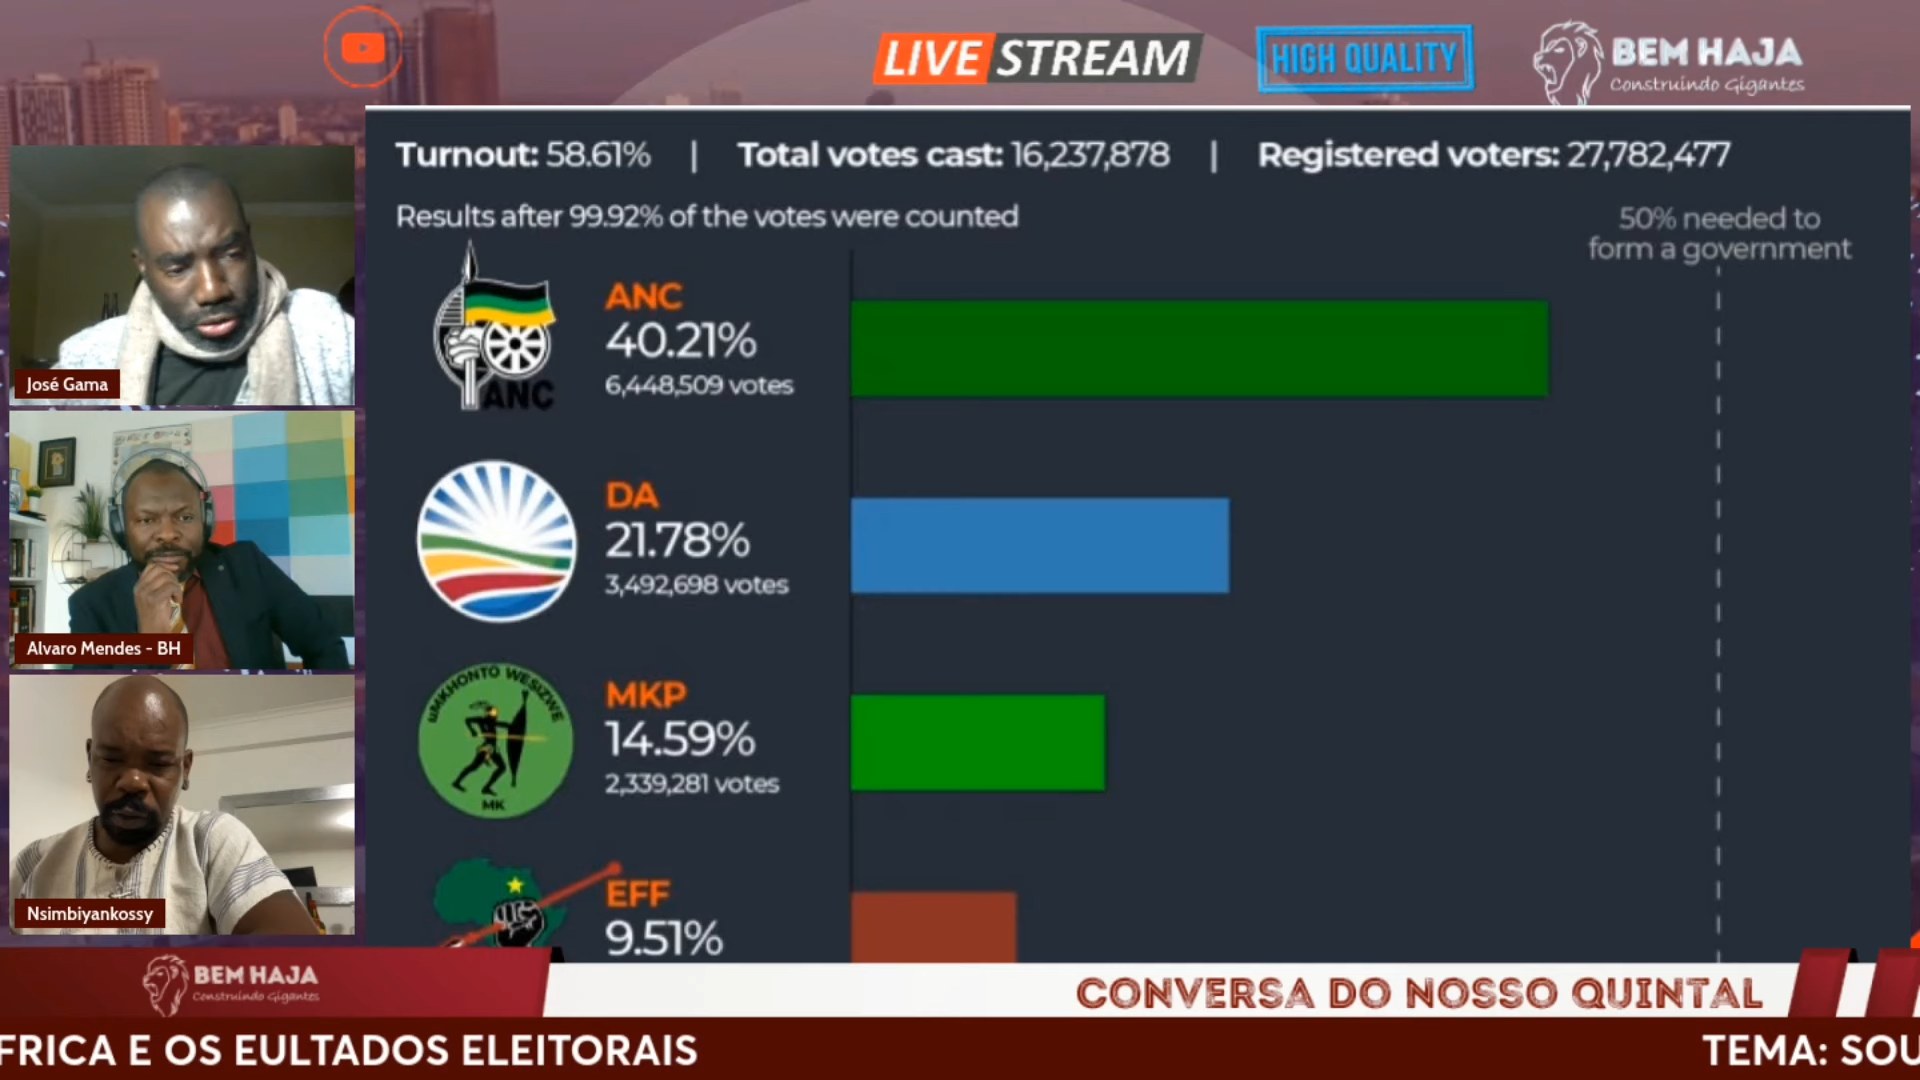 LIVE STREAM
HIGH QUALITY
BEM HAJA
Construindo Gigantes
Turnout: 58.61% | Total votes cast: 16,237,878 | Registered voters: 27,782,477
Results after 99.92% of the votes were counted
50% needed to
form a government
ANC
40.21%
6,448,509 votes
ANC
DA
21.78%
3,492,698 votes
UMKHONTO WESIZWE
MK
MKP
14.59%
2,339,281 votes
EFF
9.51%
José Gama
Alvaro Mendes - BH
Nsimbiyankossy
BEM HAJA
Construindo Gigantes
CONVERSA DO NOSSO QUINTAL
FRICA E OS EULTADOS ELEITORAIS
TEMA: SOU